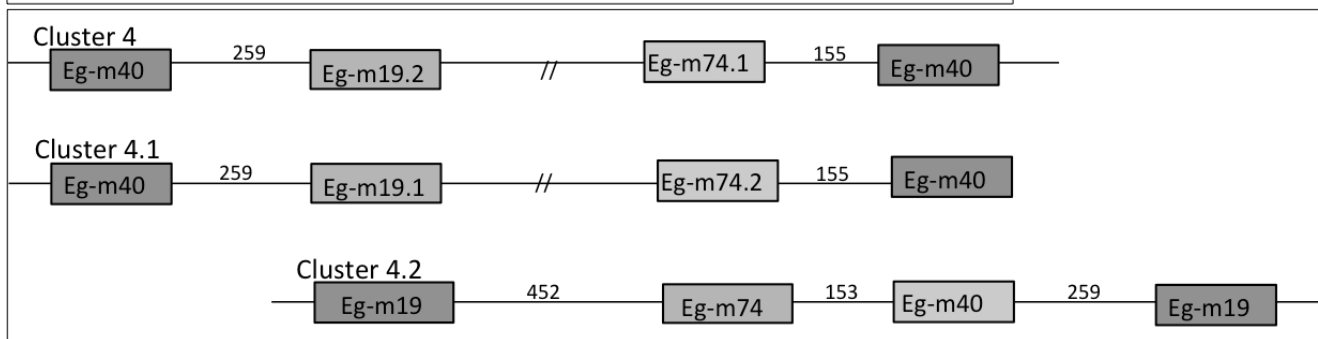 Cluster 4
Eg-m40 259 Eg-m19.2 // Eg-m74.1 155 Eg-m40
Cluster 4.1
Eg-m40 259 Eg-m19.1 // Eg-m74.2 155 Eg-m40
Cluster 4.2
Eg-m19 452 Eg-m74 153 Eg-m40 259 Eg-m19